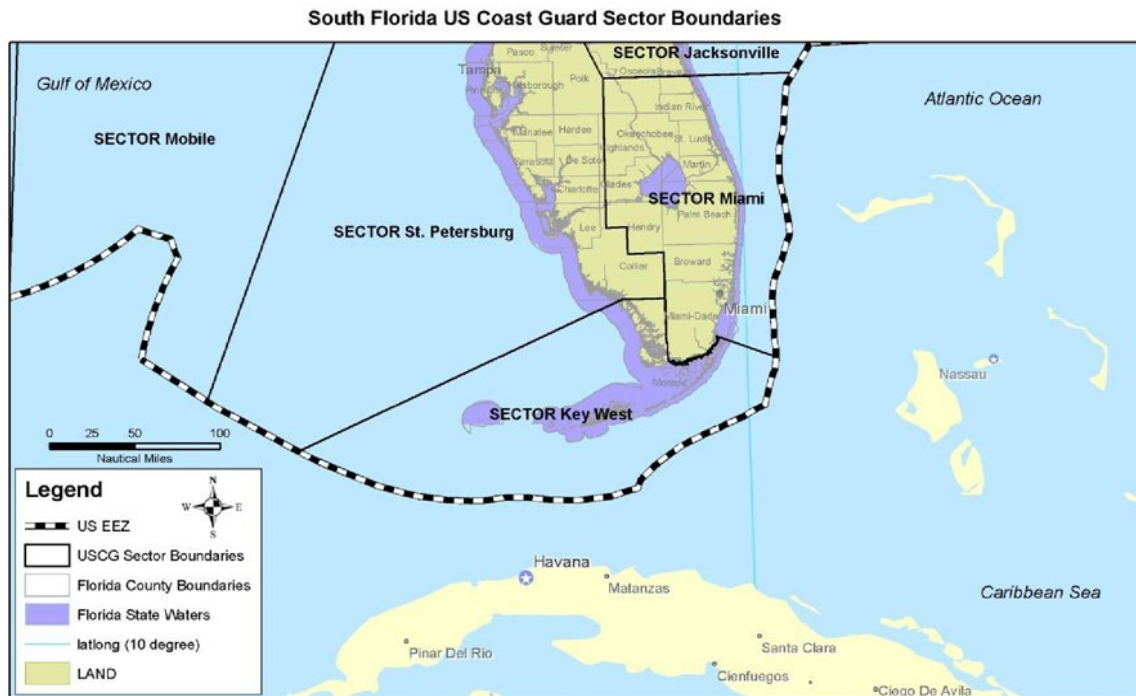 South Florida US Coast Guard Sector Boundaries
SECTOR Jacksonville
Pasco
Sumter
Osceola
Tampa
Polk
Hillsborough
Gulf of Mexico
Atlantic Ocean
Indian River
SECTOR Mobile
Manatee
Hardee
Okeechobee
St. Lucie
Highlands
Sarasota
De Soto
Martin
Charlotte
Glades
SECTOR Miami
Palm Beach
SECTOR St. Petersburg
Lee
Hendry
Collier
Broward
Miami-Dade
Miami
Nassau
SECTOR Key West
0 25 50 100
Nautical Miles
Legend
N
W
E
S
US EEZ
USCG Sector Boundaries
Florida County Boundaries
Florida State Waters
latlong (10 degree)
LAND
Havana
Matanzas
Caribbean Sea
Pinar Del Rio
Santa Clara
Cienfuegos
Ciego De Avila